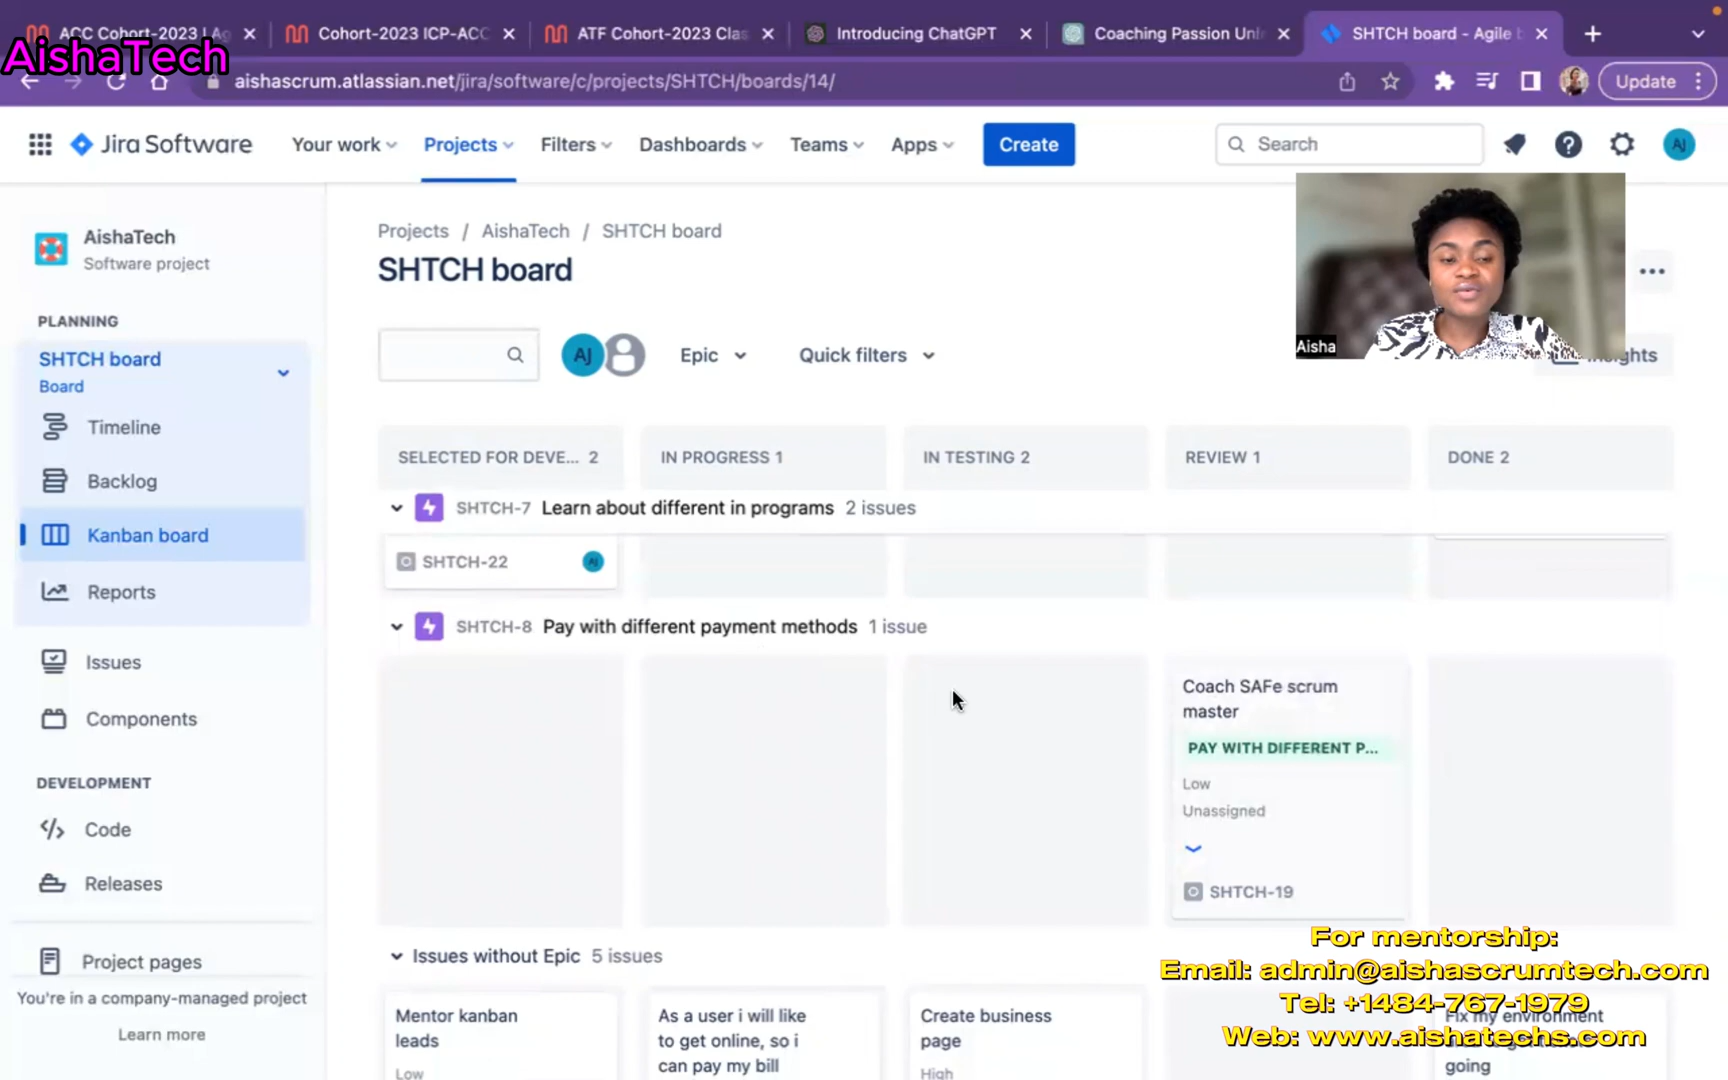 ACC Cohort-2023 | Ag
Cohort-2023 ICP-ACC
ATF Cohort-2023 Clas
Introducing ChatGPT
Coaching Passion Unl
SHTCH board - Agile b
AishaTech
aishascrum.atlassian.net/jira/software/c/projects/SHTCH/boards/14/
Update
Jira Software
Your work
Projects
Filters
Dashboards
Teams
Apps
Create
Search
AJ
AishaTech
Software project
Projects / AishaTech / SHTCH board
SHTCH board
Aisha
PLANNING
SHTCH board
Board
Timeline
Backlog
Kanban board
Reports
Issues
Components
DEVELOPMENT
Code
Releases
Project pages
You're in a company-managed project
Learn more
AJ
Epic
Quick filters
Insights
SELECTED FOR DEVE... 2
IN PROGRESS 1
IN TESTING 2
REVIEW 1
DONE 2
SHTCH-7 Learn about different in programs 2 issues
SHTCH-22
AJ
SHTCH-8 Pay with different payment methods 1 issue
Coach SAFe scrum
master
PAY WITH DIFFERENT P...
Low
Unassigned
SHTCH-19
Issues without Epic 5 issues
Mentor kanban
leads
Low
As a user i will like
to get online, so i
can pay my bill
Create business
page
High
Fix my environment
going
For mentorship:
Email: admin@aishascrumtech.com
Tel: +1484-767-1979
Web: www.aishatechs.com